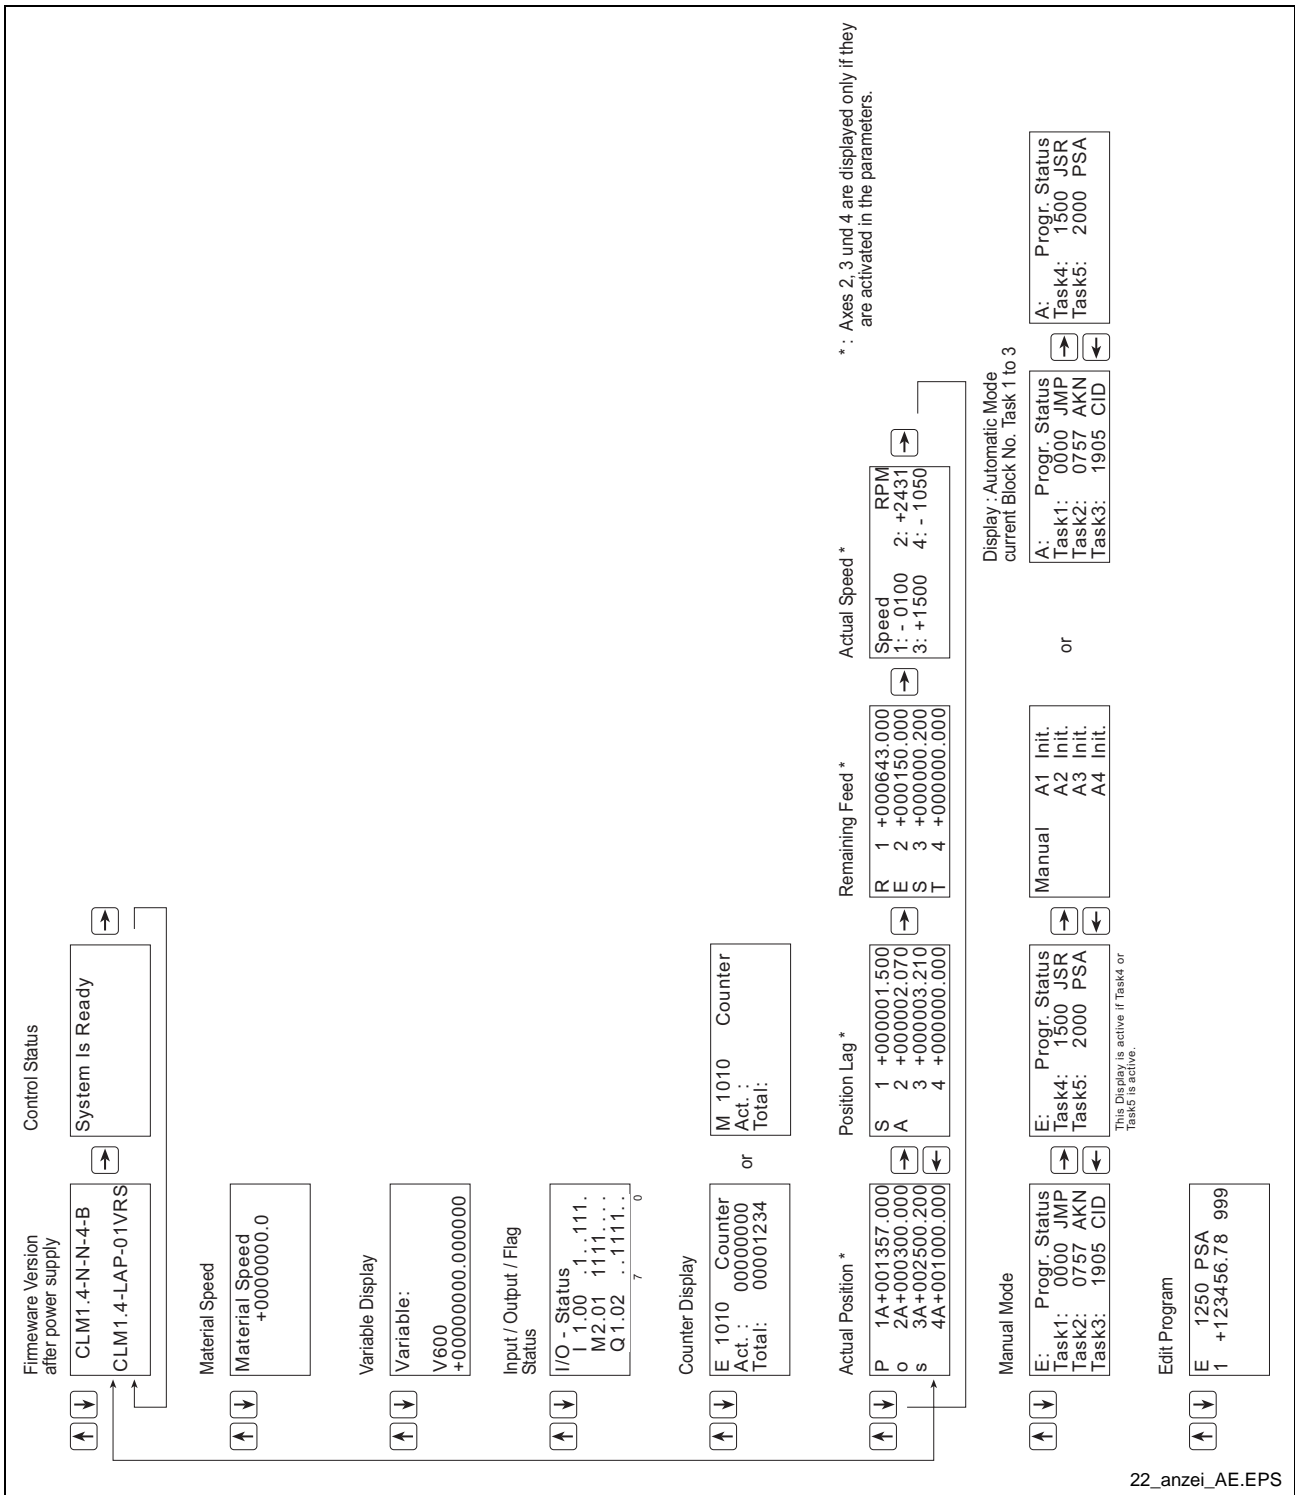 Firmeware Version
after power supply
CLM1.4-N-N-4-B
CLM1.4-LAP-01VRS
Control Status
System Is Ready
Material Speed
Material Speed
+0000000.0
Variable Display
Variable:
V600
+00000000.000000
Input / Output / Flag
Status
I/O - Status
I 1.00 .1..111.
M2.01 1111....
Q1.02 ..1111..
7 0
Counter Display
E 1010 Counter
Act. : 00000000
Total: 00001234
or
M 1010 Counter
Act. :
Total:
Actual Position *
P 1A+001357.000
o 2A+000300.000
s 3A+002500.200
4A+001000.000
Position Lag *
S 1 +000001.500
A 2 +000002.070
3 +000003.210
4 +000000.000
Remaining Feed *
R 1 +000643.000
E 2 +000150.000
S 3 +000000.200
T 4 +000000.000
Actual Speed *
Speed RPM
1: - 0100 2: +2431
3: +1500 4: - 1050
* : Axes 2, 3 und 4 are displayed only if they
are activated in the parameters.
Manual Mode
E: Progr. Status
Task1: 0000 JMP
Task2: 0757 AKN
Task3: 1905 CID
E: Progr. Status
Task4: 1500 JSR
Task5: 2000 PSA
This Display is active if Task4 or
Task5 is active.
Manual A1 Init.
A2 Init.
A3 Init.
A4 Init.
or
Display : Automatic Mode
current Block No. Task 1 to 3
A: Progr. Status
Task1: 0000 JMP
Task2: 0757 AKN
Task3: 1905 CID
A: Progr. Status
Task4: 1500 JSR
Task5: 2000 PSA
Edit Program
E 1250 PSA
1 +123456.78 999
22_anzei_AE.EPS